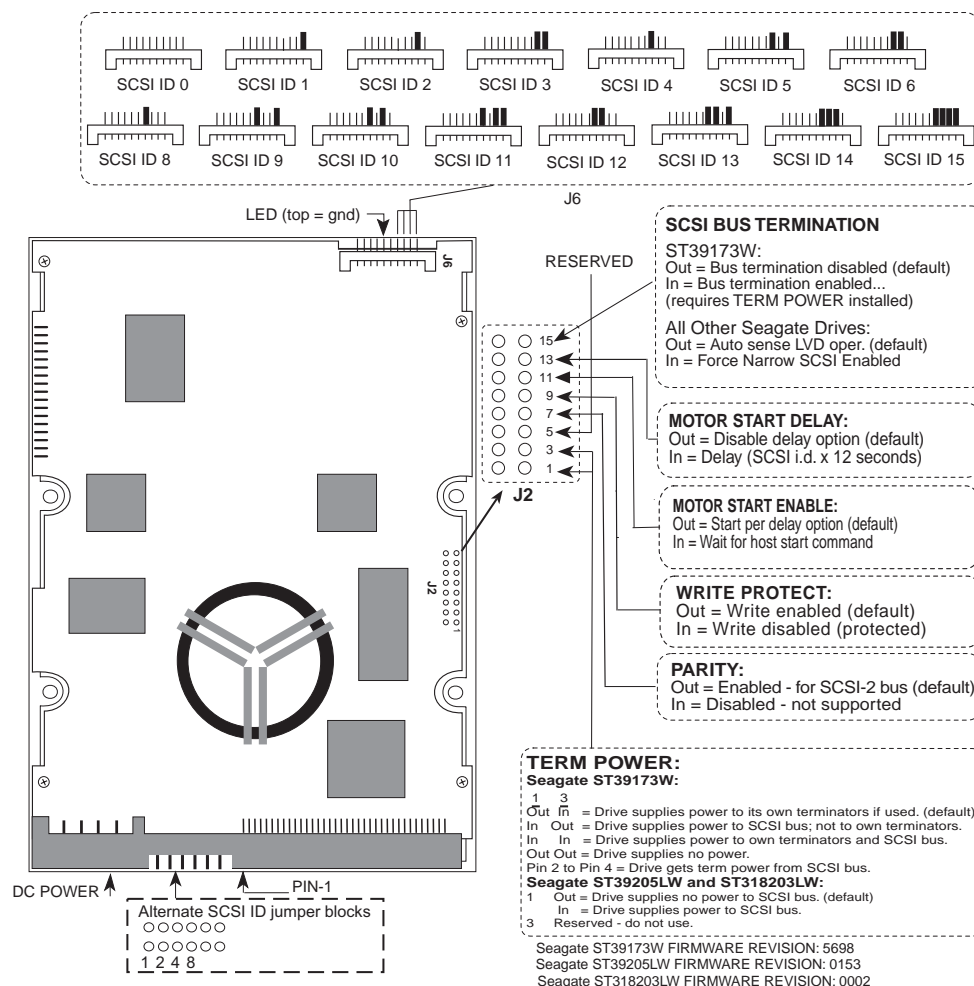 SCSI ID 0 SCSI ID 1 SCSI ID 2 SCSI ID 3 SCSI ID 4 SCSI ID 5 SCSI ID 6
SCSI ID 8 SCSI ID 9 SCSI ID 10 SCSI ID 11 SCSI ID 12 SCSI ID 13 SCSI ID 14 SCSI ID 15
J6
LED (top = gnd)
J6
RESERVED
SCSI BUS TERMINATION
ST39173W:
Out = Bus termination disabled (default)
In = Bus termination enabled...
(requires TERM POWER installed)
All Other Seagate Drives:
Out = Auto sense LVD oper. (default)
In = Force Narrow SCSI Enabled
15
13
11
9
7
5
3
1
J2
MOTOR START DELAY:
Out = Disable delay option (default)
In = Delay (SCSI i.d. x 12 seconds)
MOTOR START ENABLE:
Out = Start per delay option (default)
In = Wait for host start command
J2
1
WRITE PROTECT:
Out = Write enabled (default)
In = Write disabled (protected)
PARITY:
Out = Enabled - for SCSI-2 bus (default)
In = Disabled - not supported
TERM POWER:
Seagate ST39173W:
1 3
Out In = Drive supplies power to its own terminators if used. (default)
In Out = Drive supplies power to SCSI bus; not to own terminators.
In In = Drive supplies power to own terminators and SCSI bus.
Out Out = Drive supplies no power.
Pin 2 to Pin 4 = Drive gets term power from SCSI bus.
Seagate ST39205LW and ST318203LW:
1 Out = Drive supplies no power to SCSI bus. (default)
In = Drive supplies power to SCSI bus.
3 Reserved - do not use.
DC POWER
PIN-1
Alternate SCSI ID jumper blocks
1 2 4 8
Seagate ST39173W FIRMWARE REVISION: 5698
Seagate ST39205LW FIRMWARE REVISION: 0153
Seagate ST318203LW FIRMWARE REVISION: 0002